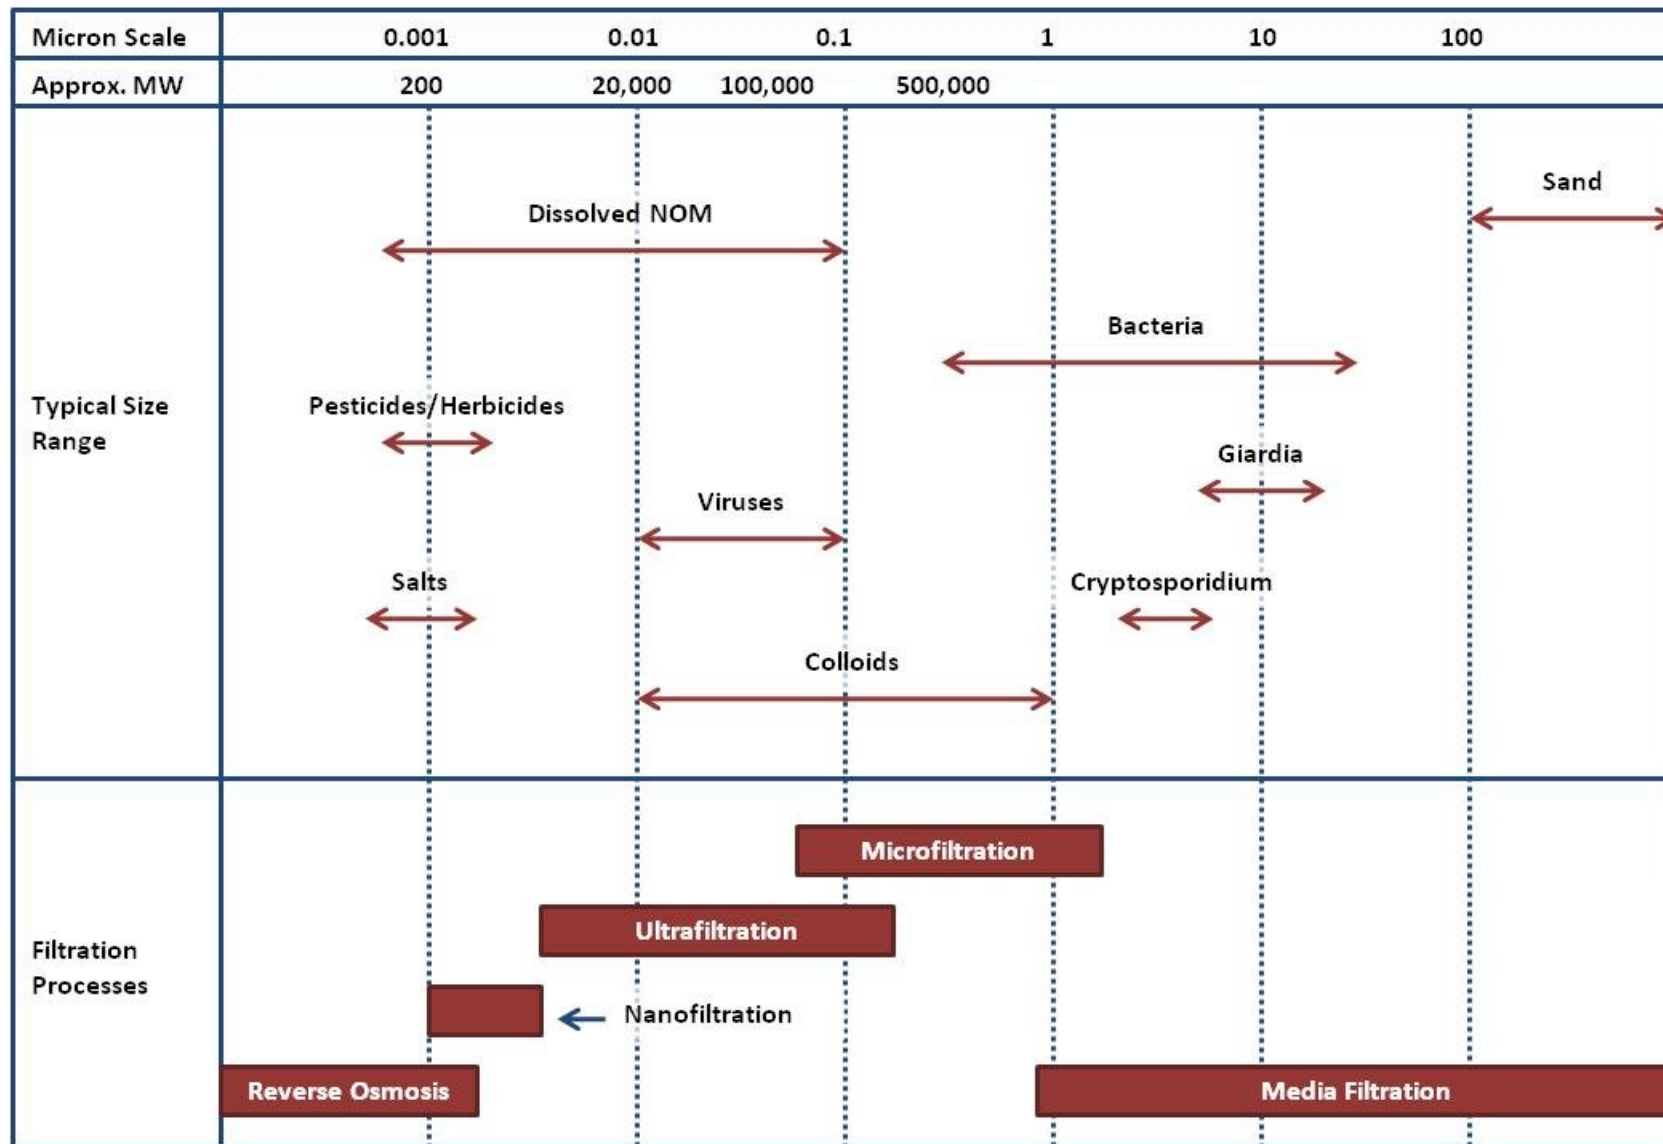 Micron Scale 0.001 0.01 0.1 1 10 100
Approx. MW 200 20,000 100,000 500,000
Sand
Dissolved NOM
Bacteria
Typical Size
Range
Pesticides/Herbicides
Giardia
Viruses
Salts
Cryptosporidium
Colloids
Microfiltration
Ultrafiltration
Filtration
Processes
Nanofiltration
Reverse Osmosis
Media Filtration